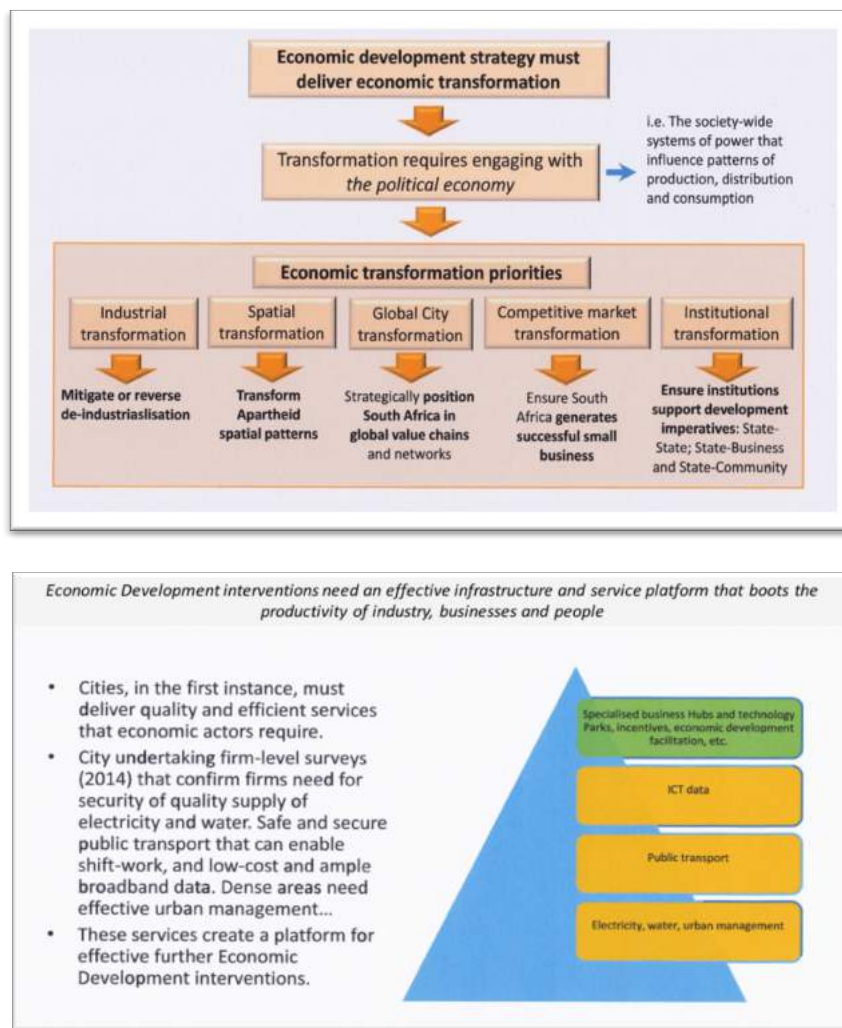 Economic development strategy must
deliver economic transformation
Transformation requires engaging with
the political economy
i.e. The society-wide
systems of power that
influence patterns of
production, distribution
and consumption
Economic transformation priorities
Industrial
transformation
Mitigate or reverse
de-industriaslisation
Spatial
transformation
Transform
Apartheid
spatial patterns
Global City
transformation
Strategically position
South Africa in
global value chains
and networks
Competitive market
transformation
Ensure South
Africa generates
successful small
business
Institutional
transformation
Ensure institutions
support development
imperatives: State-
State; State-Business
and State-Community
Economic Development interventions need an effective infrastructure and service platform that boots the
productivity of industry, businesses and people
• Cities, in the first instance, must
deliver quality and efficient services
that economic actors require.
• City undertaking firm-level surveys
(2014) that confirm firms need for
security of quality supply of
electricity and water. Safe and secure
public transport that can enable
shift-work, and low-cost and ample
broadband data. Dense areas need
effective urban management...
• These services create a platform for
effective further Economic
Development interventions.
Specialised business Hubs and technology
Parks, incentives, economic development
facilitation, etc.
ICT data
Public transport
Electricity, water, urban management